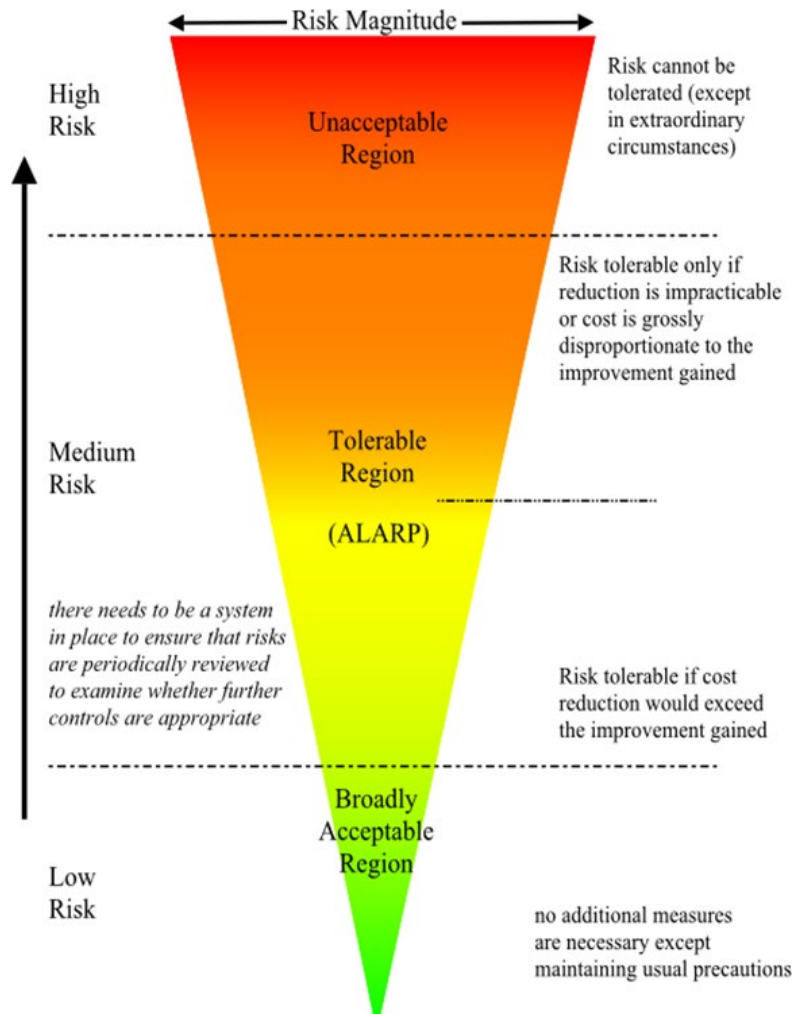 Risk Magnitude
High
Risk
Unacceptable
Region
Risk cannot be
tolerated (except
in extraordinary
circumstances)
Risk tolerable only if
reduction is impracticable
or cost is grossly
disproportionate to the
improvement gained
Medium
Risk
Tolerable
Region
(ALARP)
there needs to be a system
in place to ensure that risks
are periodically reviewed
to examine whether further
controls are appropriate
Risk tolerable if cost
reduction would exceed
the improvement gained
Broadly
Acceptable
Region
Low
Risk
no additional measures
are necessary except
maintaining usual precautions